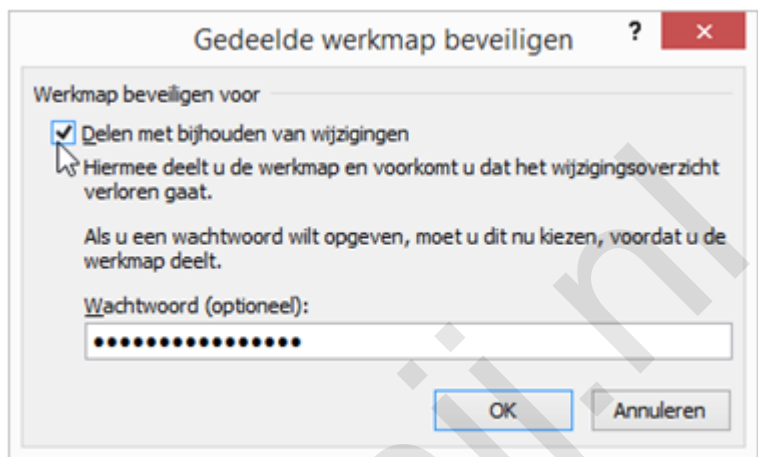 Gedeelde werkmap beveiligen ? ×
Werkmap beveiligen voor
Delen met bijhouden van wijzigingen
Hiermee deelt u de werkmap en voorkomt u dat het wijzigingsoverzicht
verloren gaat.
Als u een wachtwoord wilt opgeven, moet u dit nu kiezen, voordat u de
werkmap deelt.
Wachtwoord (optioneel):
••••••••••••••••
OK Annuleren